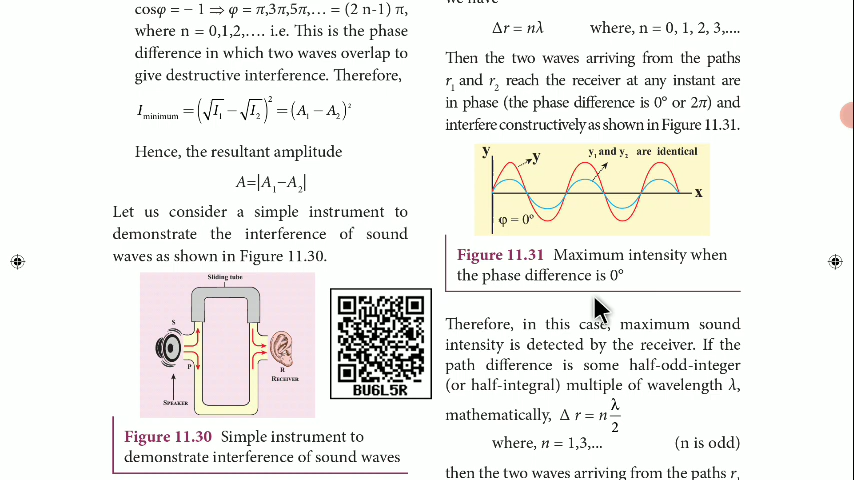 cosφ = − 1 ⇒ φ = π,3π,5π,… = (2 n-1) π,
where n = 0,1,2,…. i.e. This is the phase
difference in which two waves overlap to
give destructive interference. Therefore,
I minimum = (√I1 − √I2)^2 = (A1 − A2)^2
Hence, the resultant amplitude
A=|A1−A2|
Let us consider a simple instrument to
demonstrate the interference of sound
waves as shown in Figure 11.30.
Sliding tube
S
P
R
RECEIVER
SPEAKER
BU6L5R
Figure 11.30 Simple instrument to
demonstrate interference of sound waves
we have
Δr = nλ where, n = 0, 1, 2, 3,....
Then the two waves arriving from the paths
r1 and r2 reach the receiver at any instant are
in phase (the phase difference is 0° or 2π) and
interfere constructively as shown in Figure 11.31.
y
y
y1 and y2 are identical
x
φ = 0°
Figure 11.31 Maximum intensity when
the phase difference is 0°
Therefore, in this case, maximum sound
intensity is detected by the receiver. If the
path difference is some half-odd-integer
(or half-integral) multiple of wavelength λ,
mathematically, Δ r = n λ/2
where, n = 1,3,... (n is odd)
then the two waves arriving from the paths r1